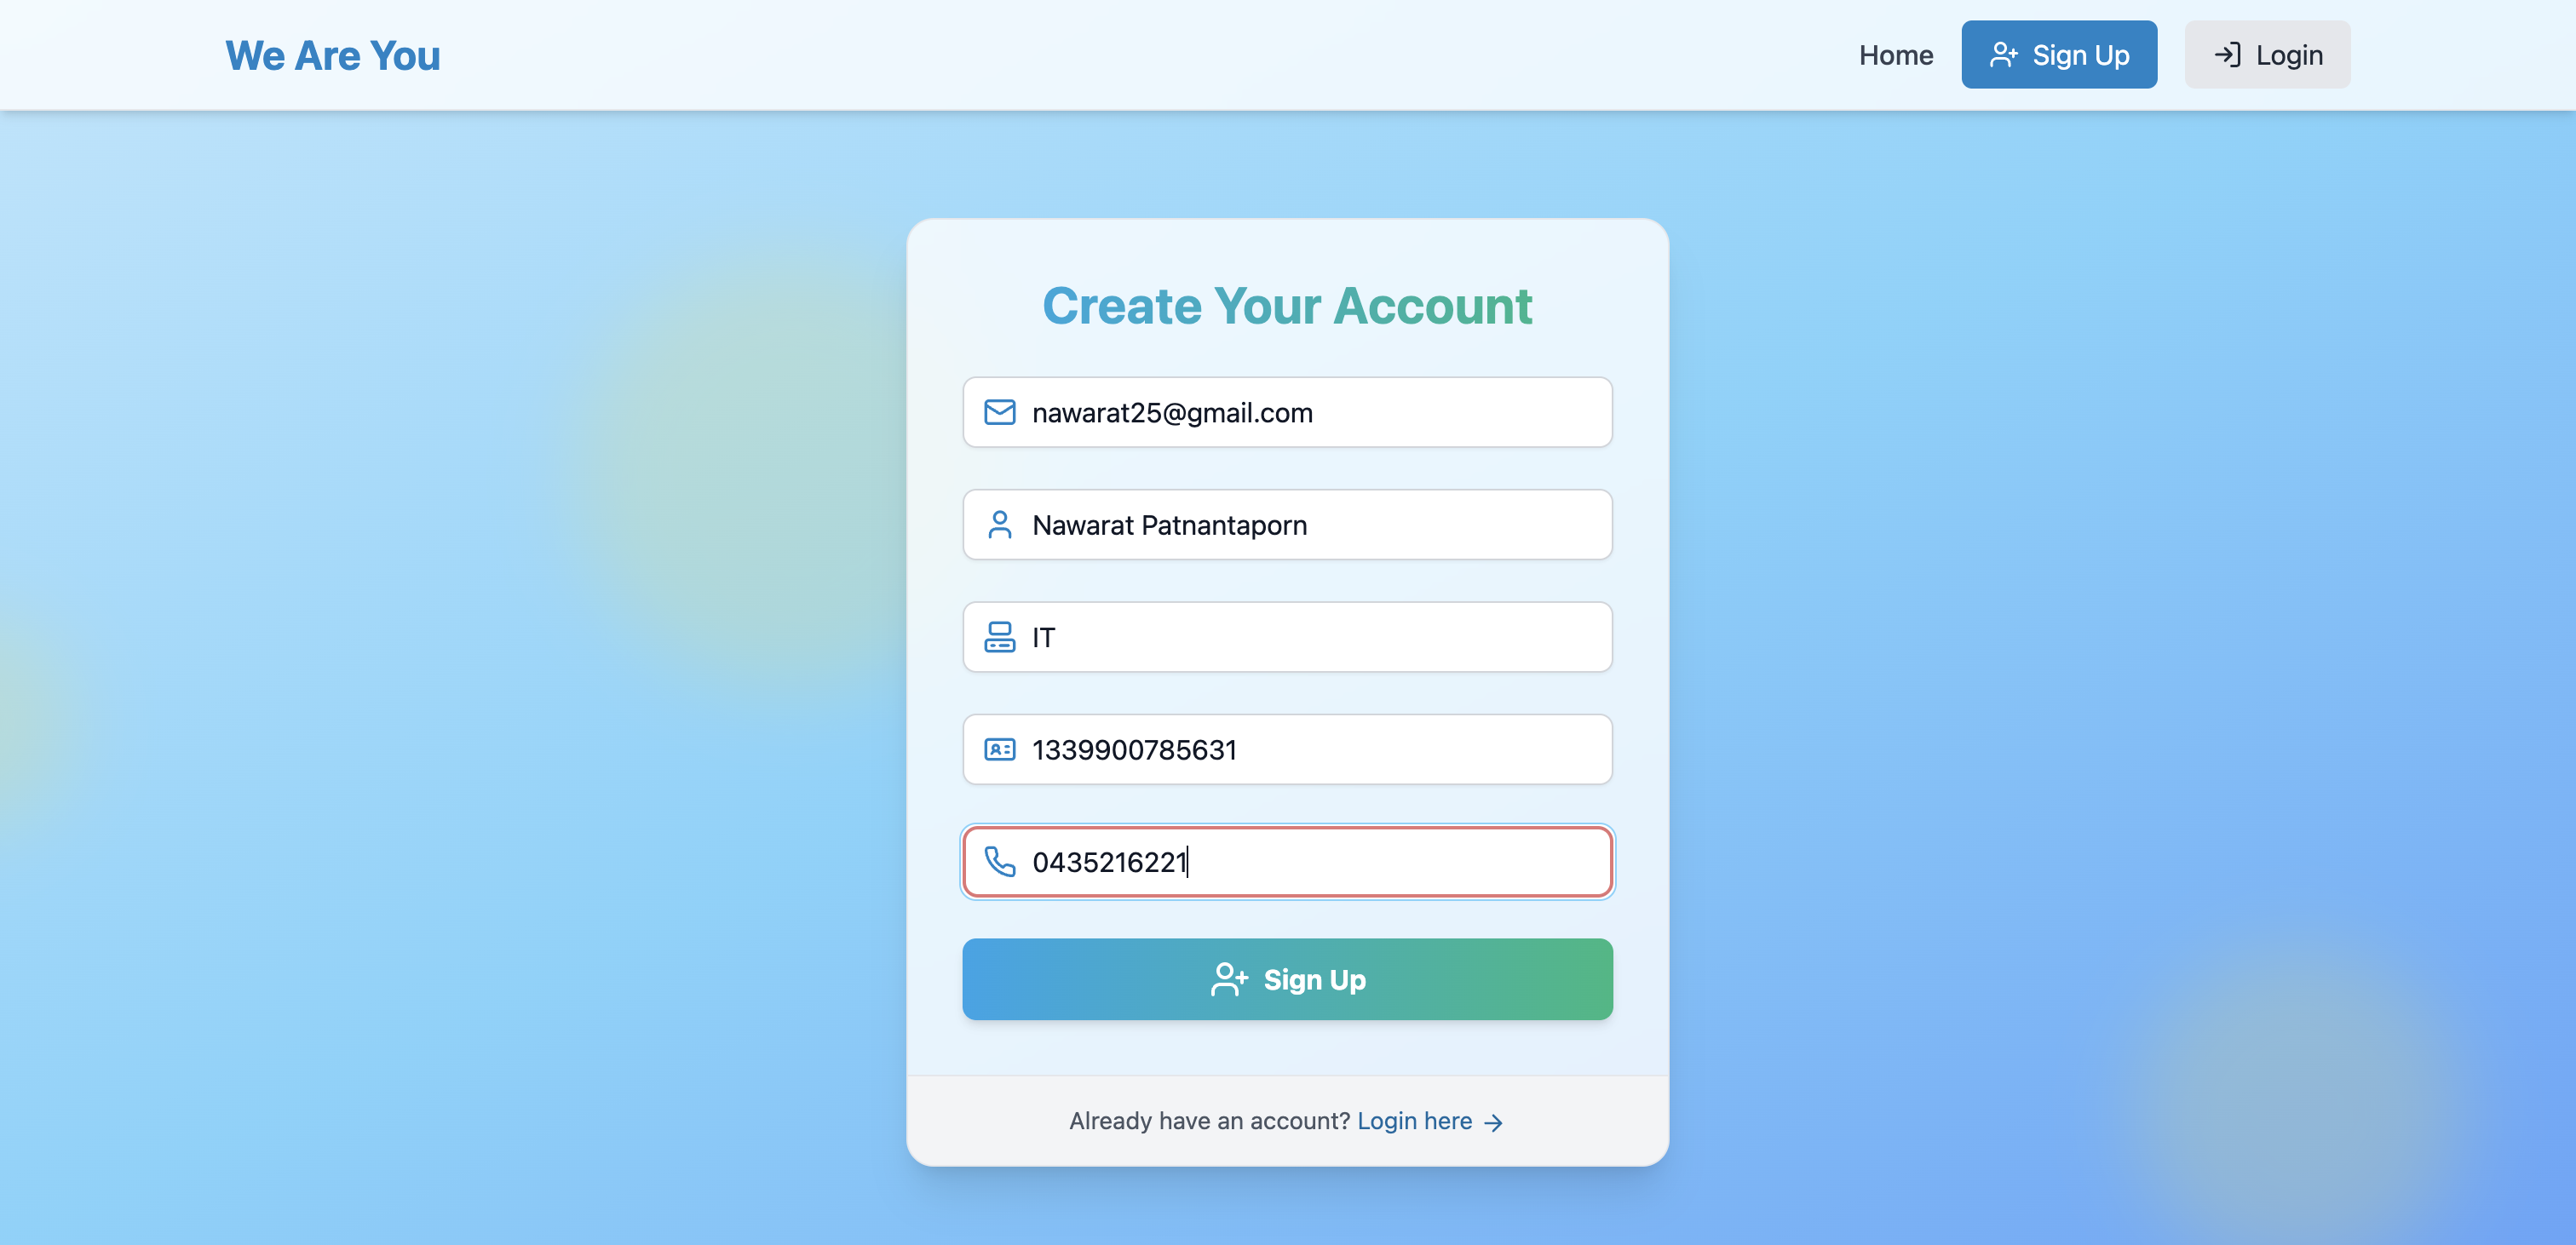 We Are You
Home
Sign Up
Login
Create Your Account
nawarat25@gmail.com
Nawarat Patnantaporn
IT
1339900785631
0435216221
Sign Up
Already have an account? Login here →